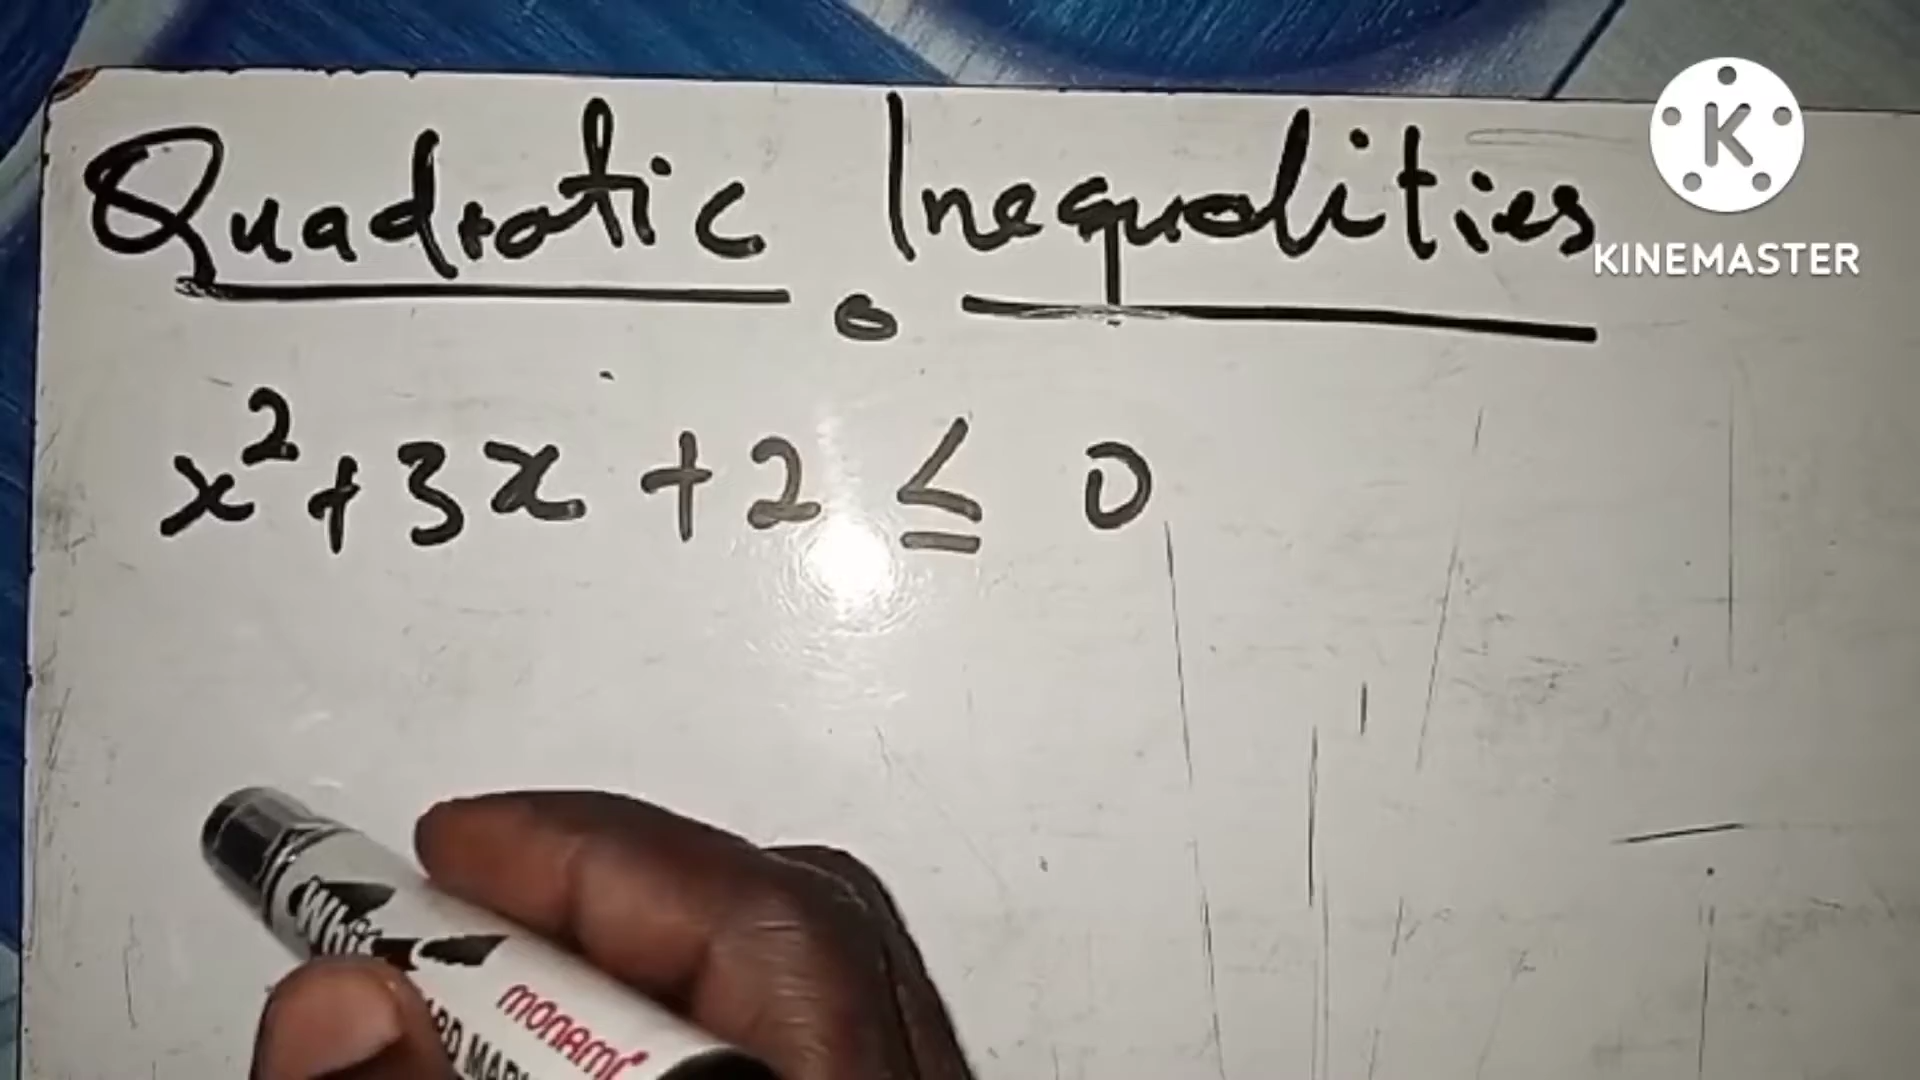 Quadratic Inequalities
K
KINEMASTER
x²+3x +2 ≤ 0
monami